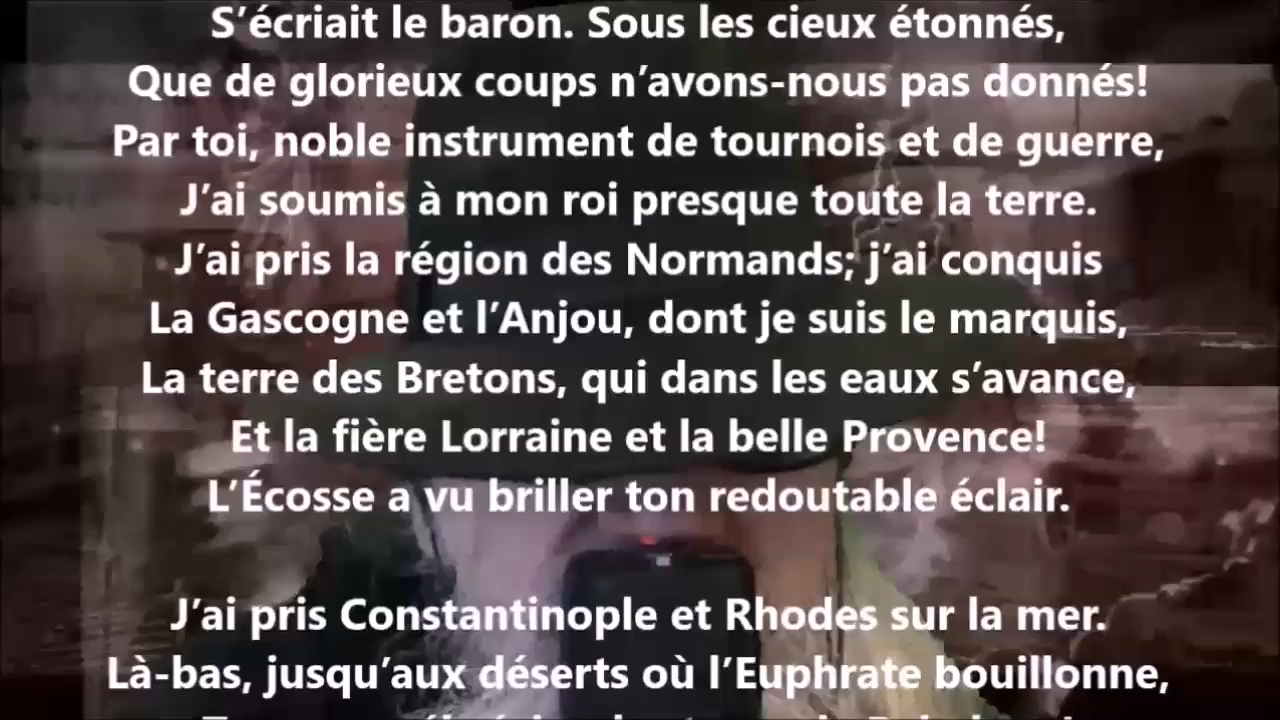 S’écriait le baron. Sous les cieux étonnés,
Que de glorieux coups n’avons-nous pas donnés!
Par toi, noble instrument de tournois et de guerre,
J’ai soumis à mon roi presque toute la terre.
J’ai pris la région des Normands; j’ai conquis
La Gascogne et l’Anjou, dont je suis le marquis,
La terre des Bretons, qui dans les eaux s’avance,
Et la fière Lorraine et la belle Provence!
L’Écosse a vu briller ton redoutable éclair.
J’ai pris Constantinople et Rhodes sur la mer.
Là-bas, jusqu’aux déserts où l’Euphrate bouillonne,